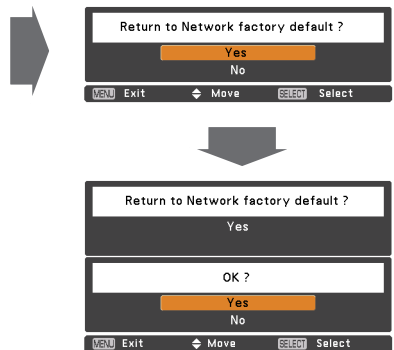 Return to Network factory default ?
Yes
No
MENU Exit Move SELECT Select
Return to Network factory default ?
Yes
OK ?
Yes
No
MENU Exit Move SELECT Select